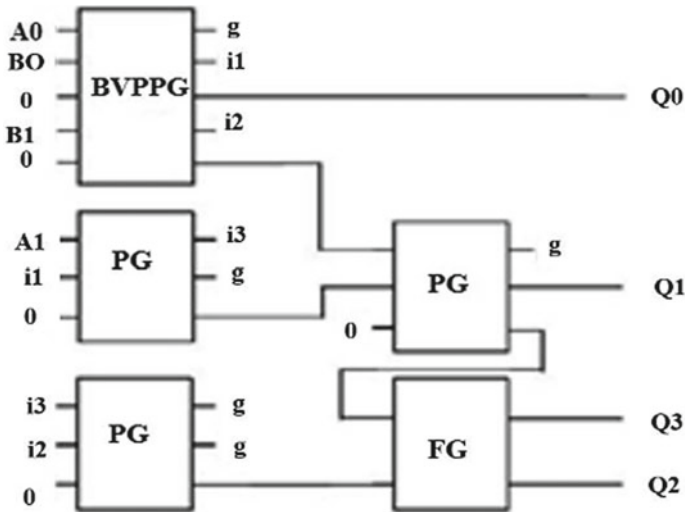 A0 g
BO i1
BVPPG
0 Q0
B1 i2
0
A1 i3
PG g
i1 g PG Q1
0 0
i3 g
PG Q3
i2 g FG
0 Q2